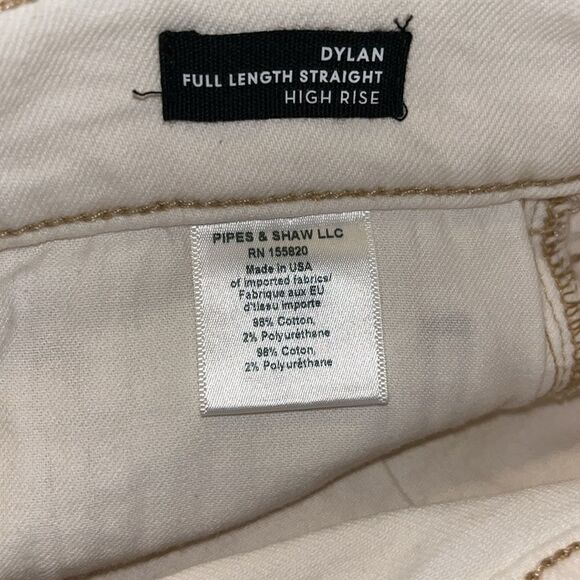 DYLAN
FULL LENGTH STRAIGHT
HIGH RISE
PIPES & SHAW LLC
RN 155820
Made in USA
of imported fabrics/
Fabrique aux EU
d'tissu importe
98% Cotton,
2% Polyuréthane
98% Coton,
2% Polyuréthane